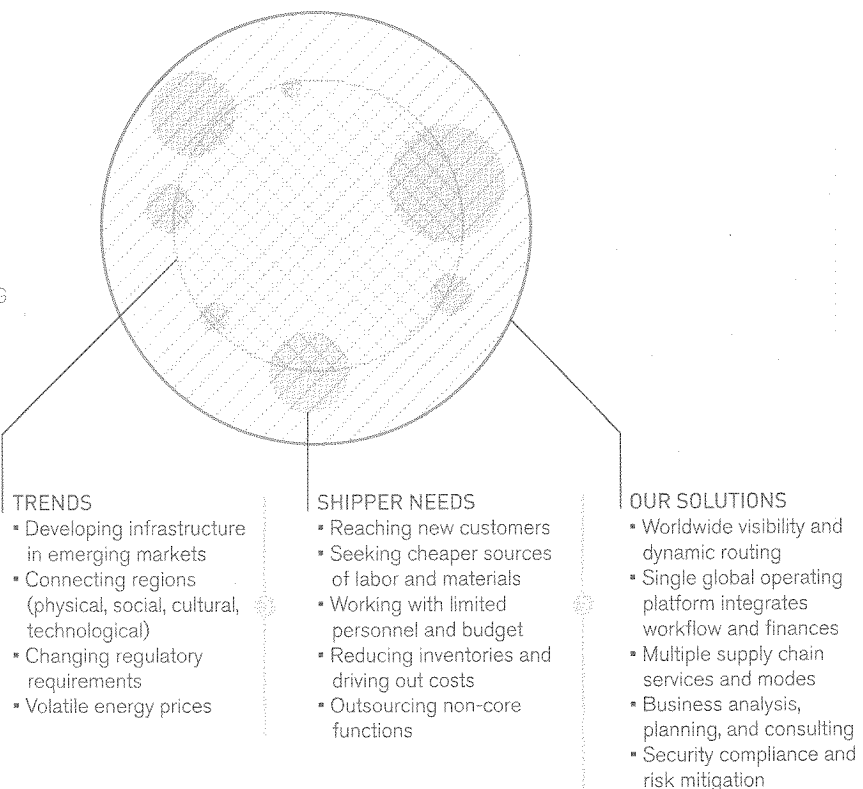 G
TRENDS
▪ Developing infrastructure
in emerging markets
▪ Connecting regions
(physical, social, cultural,
technological)
▪ Changing regulatory
requirements
▪ Volatile energy prices
SHIPPER NEEDS
▪ Reaching new customers
▪ Seeking cheaper sources
of labor and materials
▪ Working with limited
personnel and budget
▪ Reducing inventories and
driving out costs
▪ Outsourcing non-core
functions
OUR SOLUTIONS
▪ Worldwide visibility and
dynamic routing
▪ Single global operating
platform integrates
workflow and finances
▪ Multiple supply chain
services and modes
▪ Business analysis,
planning, and consulting
▪ Security compliance and
risk mitigation